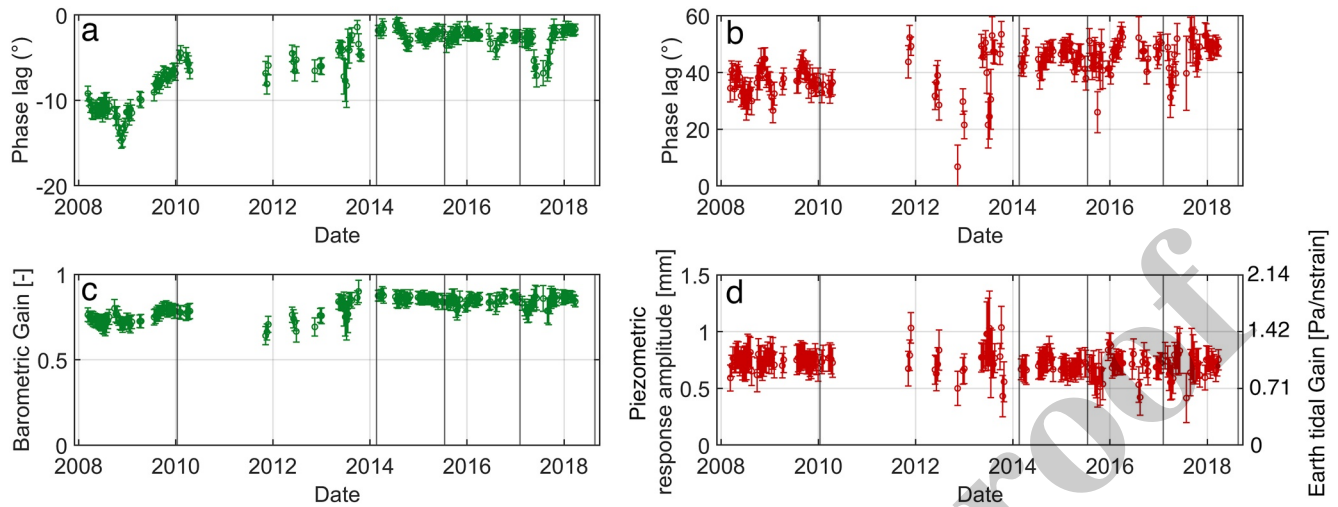 a
0
-10
-20
Phase lag (°)
2008 2010 2012 2014 2016 2018
Date
b
60
40
20
0
Phase lag (°)
2008 2010 2012 2014 2016 2018
Date
c
1
0.5
0
Barometric Gain [-]
2008 2010 2012 2014 2016 2018
Date
d
1.5
1
0.5
0
Piezometric
response amplitude [mm]
2.14
1.42
0.71
0
Earth tidal Gain [Pa/nstrain]
2008 2010 2012 2014 2016 2018
Date
roof